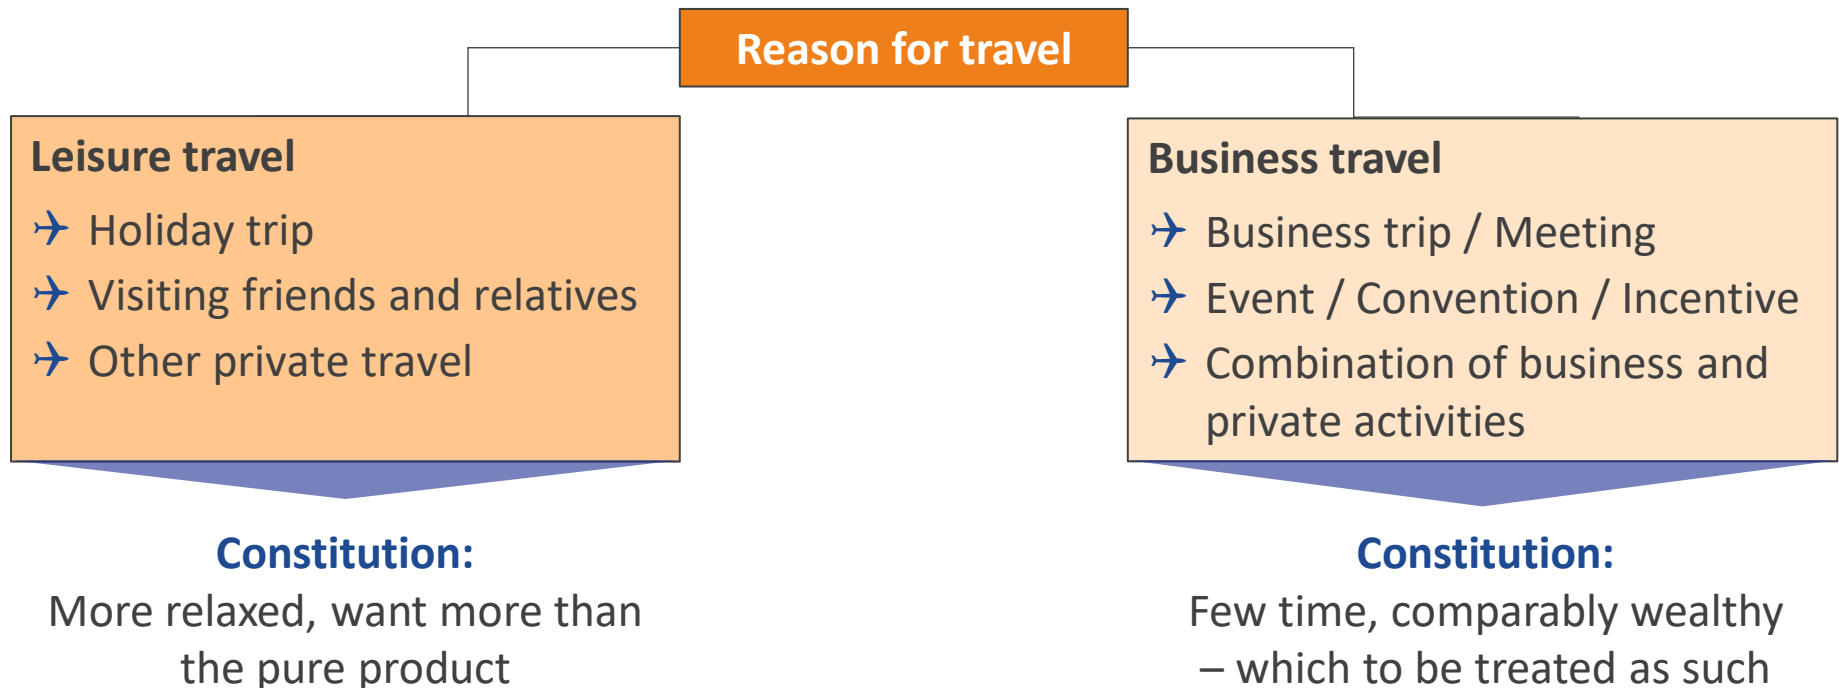 Reason for travel
Leisure travel
Holiday trip
Visiting friends and relatives
Other private travel
Constitution:
More relaxed, want more than
the pure product
Business travel
Business trip / Meeting
Event / Convention / Incentive
Combination of business and
private activities
Constitution:
Few time, comparably wealthy
– which to be treated as such